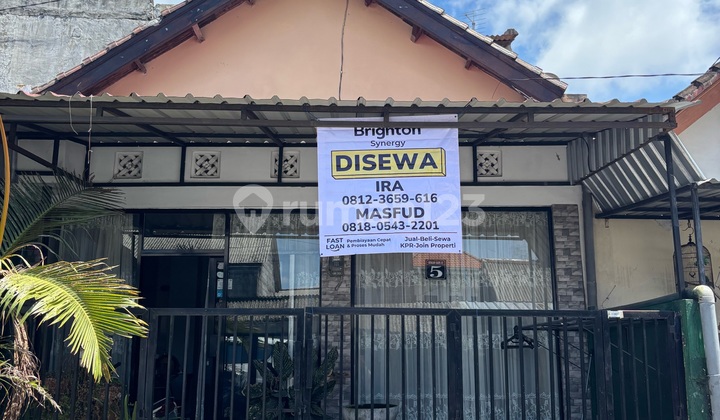 Brighton
Synergy
DISEWA
IRA
0812-3659-616
MASFUD
0818-0543-2201
FAST LOAN
Pembiayaan Cepat & Proses Mudah
Jual-Beli-Sewa
KPR-Join Properti
5
rumah123